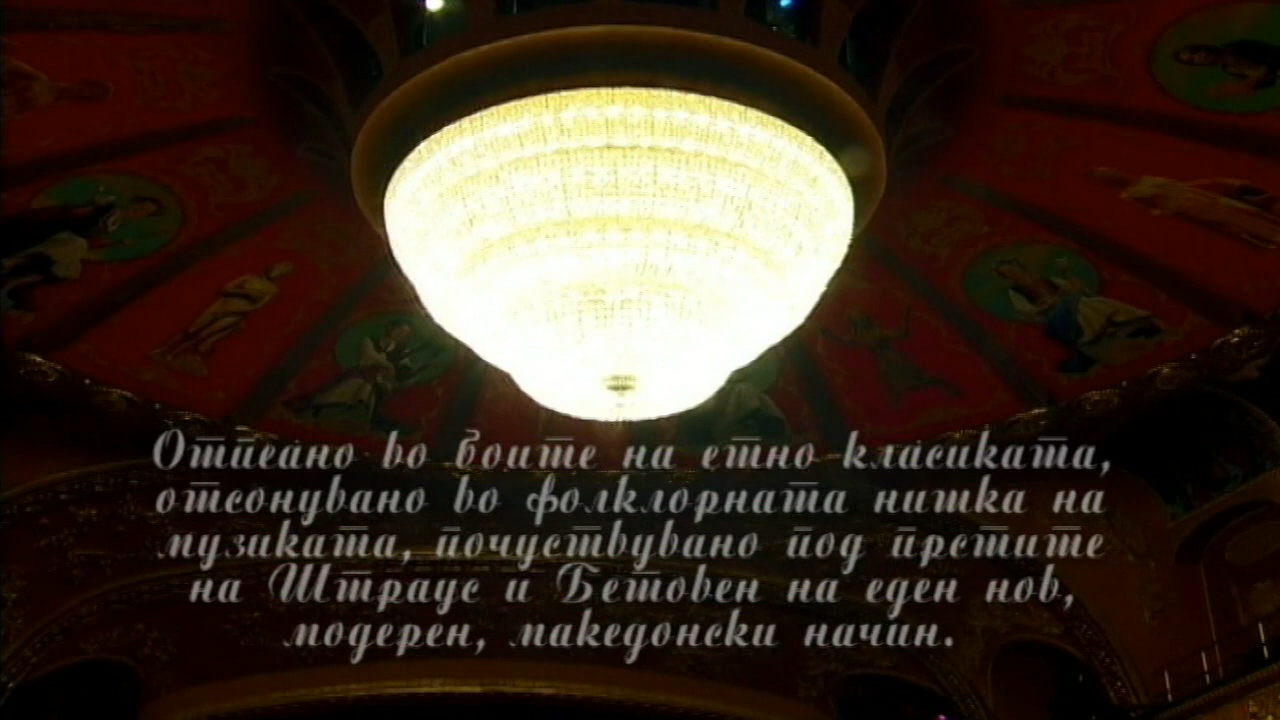 Отпеано во боите на етно класиката,
отсонувано во фолклорната нитка на
музиката, почуствувано под прстите
на Штраус и Бетовен на еден нов,
модерен, македонски начин.